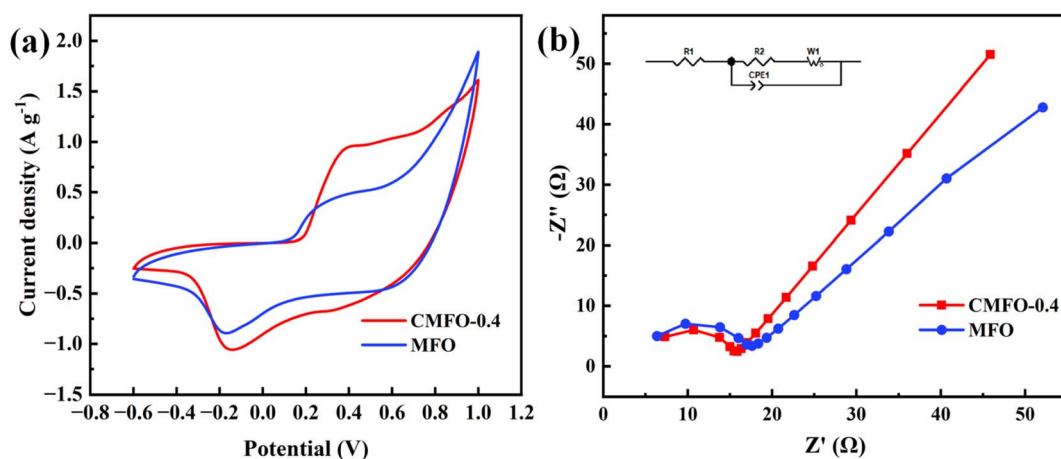 (a)
2.0
1.5
1.0
0.5
0.0
−0.5
−1.0
−1.5
Current density (A g⁻¹)
−0.8 −0.6 −0.4 −0.2 0.0 0.2 0.4 0.6 0.8 1.0 1.2
Potential (V)
CMFO-0.4
MFO
(b)
R1 R2 W1
CPE1
50
40
30
20
10
0
-Z'' (Ω)
0 10 20 30 40 50
Z' (Ω)
CMFO-0.4
MFO